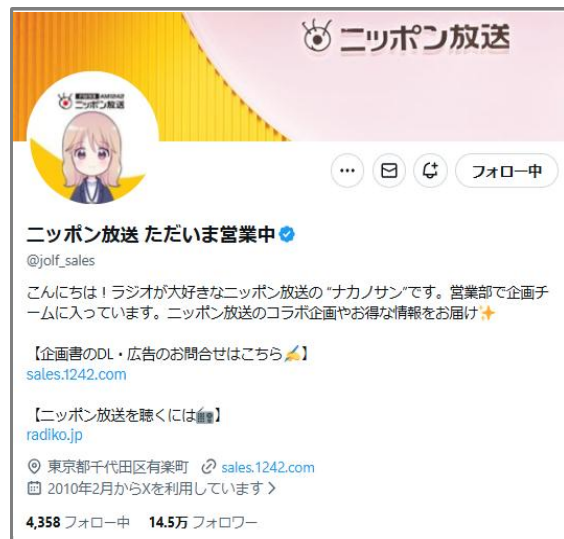 ニッポン放送
ニッポン放送
フォロー中
ニッポン放送 ただいま営業中
@jolf_sales
こんにちは！ラジオが大好きなニッポン放送の “ナカノサン”です。営業部で企画チ
ームに入っています。ニッポン放送のコラボ企画やお得な情報をお届け✨
【企画書のDL・広告のお問合せはこちら✍️】
sales.1242.com
【ニッポン放送を聴くには📻】
radiko.jp
東京都千代田区有楽町 sales.1242.com
2010年2月からXを利用しています
4,358 フォロー中 14.5万 フォロワー